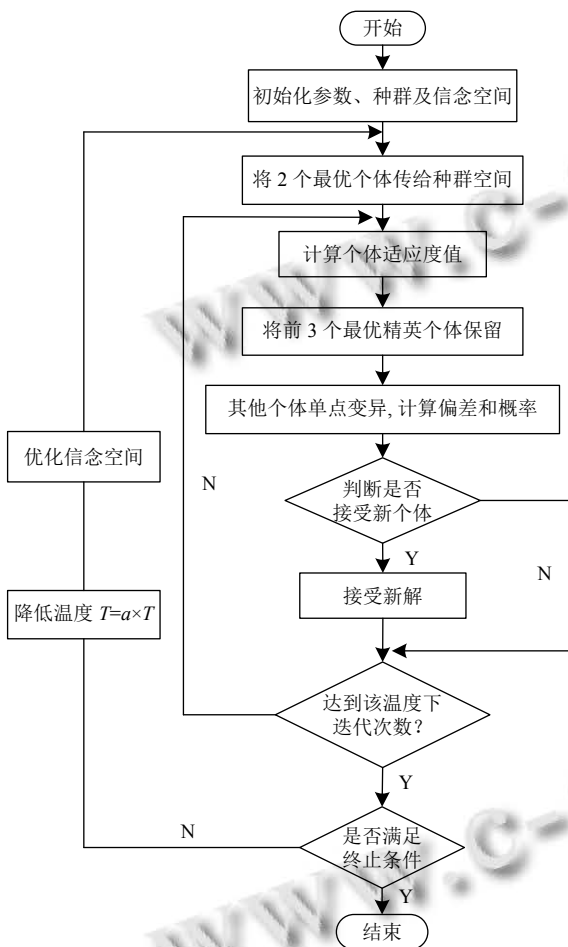 开始
初始化参数、种群及信念空间
将 2 个最优个体传给种群空间
计算个体适应度值
将前 3 个最优精英个体保留
其他个体单点变异, 计算偏差和概率
优化信念空间
N
判断是否
接受新个体
Y
N
接受新解
降低温度 T=a×T
达到该温度下
迭代次数？
Y
N
是否满足
终止条件
Y
结束
www.c-
www.c-